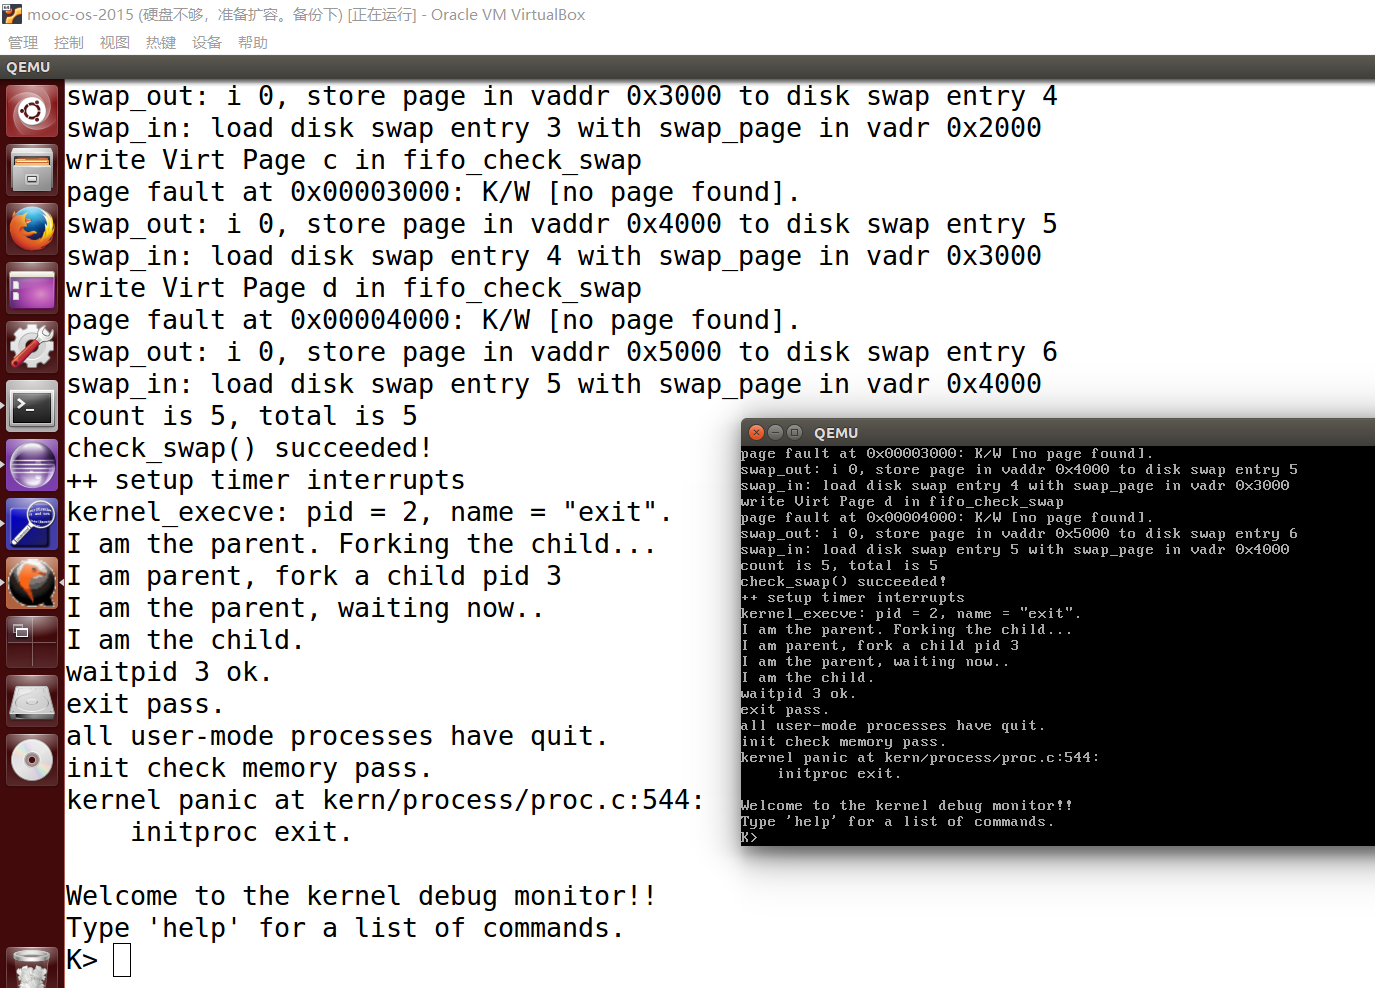 mooc-os-2015 (硬盘不够，准备扩容。备份下) [正在运行] - Oracle VM VirtualBox
管理 控制 视图 热键 设备 帮助
QEMU
swap_out: i 0, store page in vaddr 0x3000 to disk swap entry 4
swap_in: load disk swap entry 3 with swap_page in vadr 0x2000
write Virt Page c in fifo_check_swap
page fault at 0x00003000: K/W [no page found].
swap_out: i 0, store page in vaddr 0x4000 to disk swap entry 5
swap_in: load disk swap entry 4 with swap_page in vadr 0x3000
write Virt Page d in fifo_check_swap
page fault at 0x00004000: K/W [no page found].
swap_out: i 0, store page in vaddr 0x5000 to disk swap entry 6
swap_in: load disk swap entry 5 with swap_page in vadr 0x4000
count is 5, total is 5
check_swap() succeeded!
++ setup timer interrupts
kernel_execve: pid = 2, name = "exit".
I am the parent. Forking the child...
I am parent, fork a child pid 3
I am the parent, waiting now..
I am the child.
waitpid 3 ok.
exit pass.
all user-mode processes have quit.
init check memory pass.
kernel panic at kern/process/proc.c:544:
    initproc exit.
Welcome to the kernel debug monitor!!
Type 'help' for a list of commands.
K>
QEMU
page fault at 0x00003000: K/W [no page found].
swap_out: i 0, store page in vaddr 0x4000 to disk swap entry 5
swap_in: load disk swap entry 4 with swap_page in vadr 0x3000
write Virt Page d in fifo_check_swap
page fault at 0x00004000: K/W [no page found].
swap_out: i 0, store page in vaddr 0x5000 to disk swap entry 6
swap_in: load disk swap entry 5 with swap_page in vadr 0x4000
count is 5, total is 5
check_swap() succeeded!
++ setup timer interrupts
kernel_execve: pid = 2, name = "exit".
I am the parent. Forking the child...
I am parent, fork a child pid 3
I am the parent, waiting now..
I am the child.
waitpid 3 ok.
exit pass.
all user-mode processes have quit.
init check memory pass.
kernel panic at kern/process/proc.c:544:
    initproc exit.
Welcome to the kernel debug monitor!!
Type 'help' for a list of commands.
K>